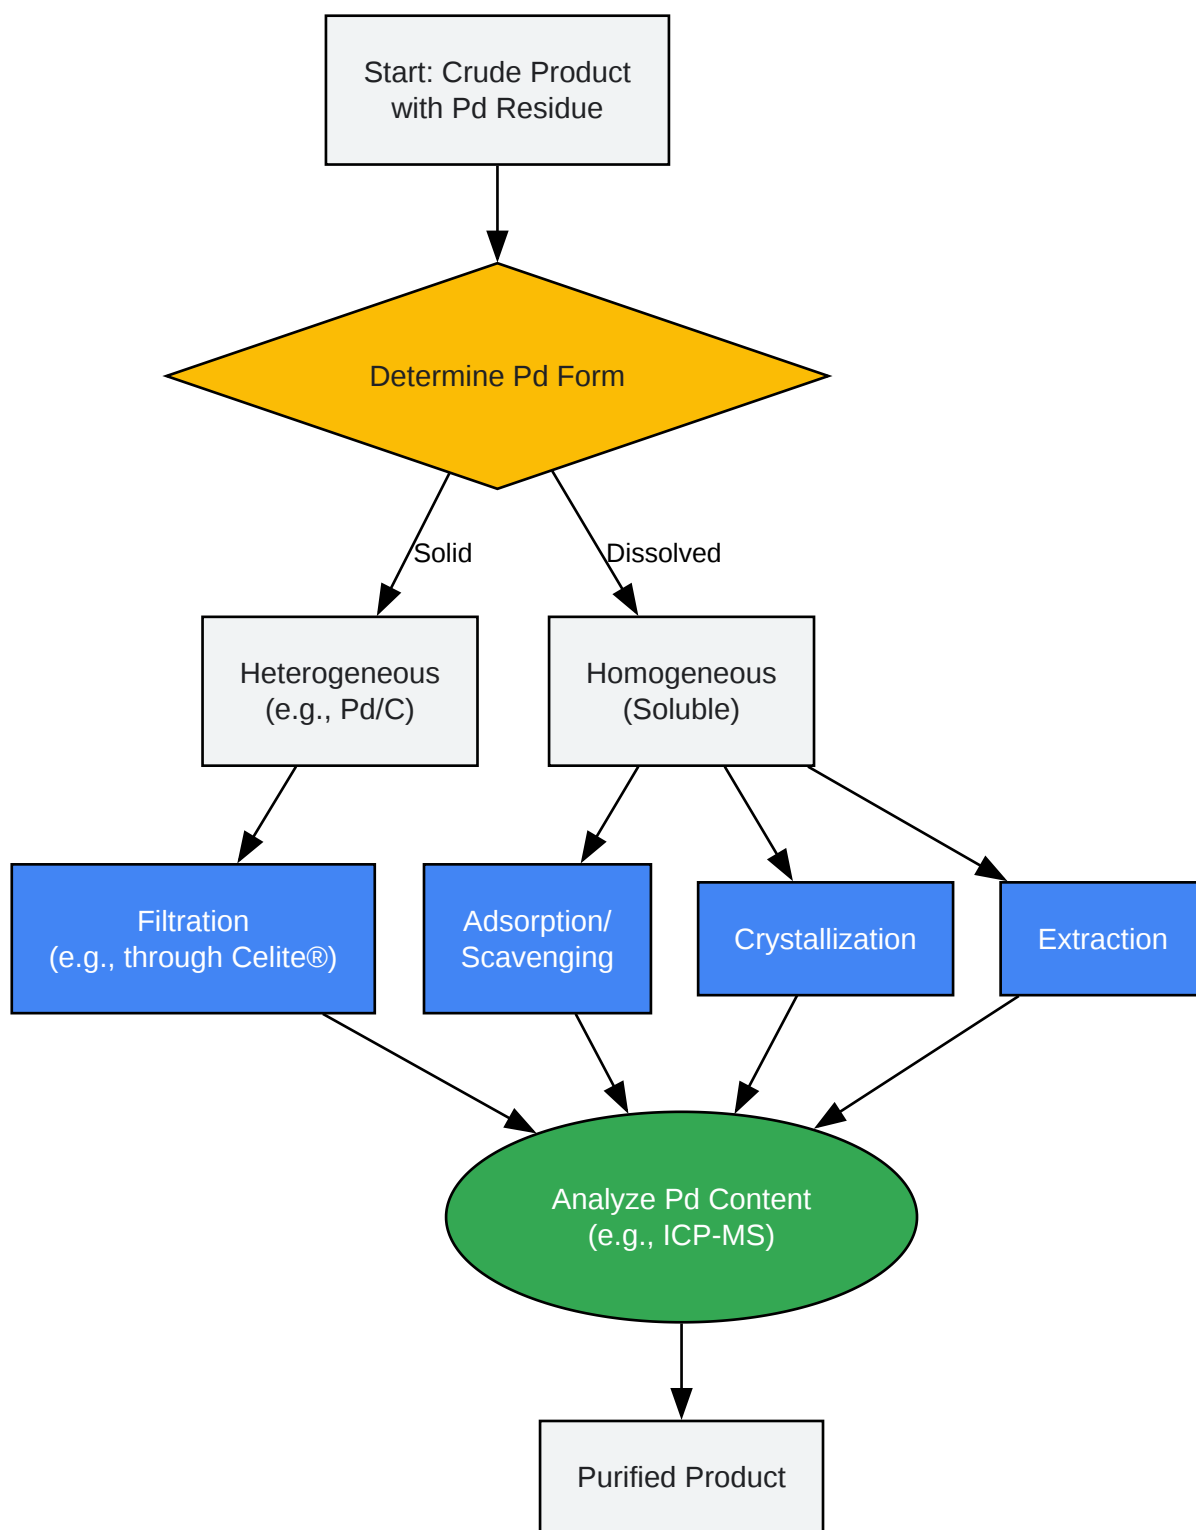 Start: Crude Product
with Pd Residue
Determine Pd Form
Solid
Dissolved
Heterogeneous
(e.g., Pd/C)
Homogeneous
(Soluble)
Filtration
(e.g., through Celite®)
Adsorption/
Scavenging
Crystallization
Extraction
Analyze Pd Content
(e.g., ICP-MS)
Purified Product